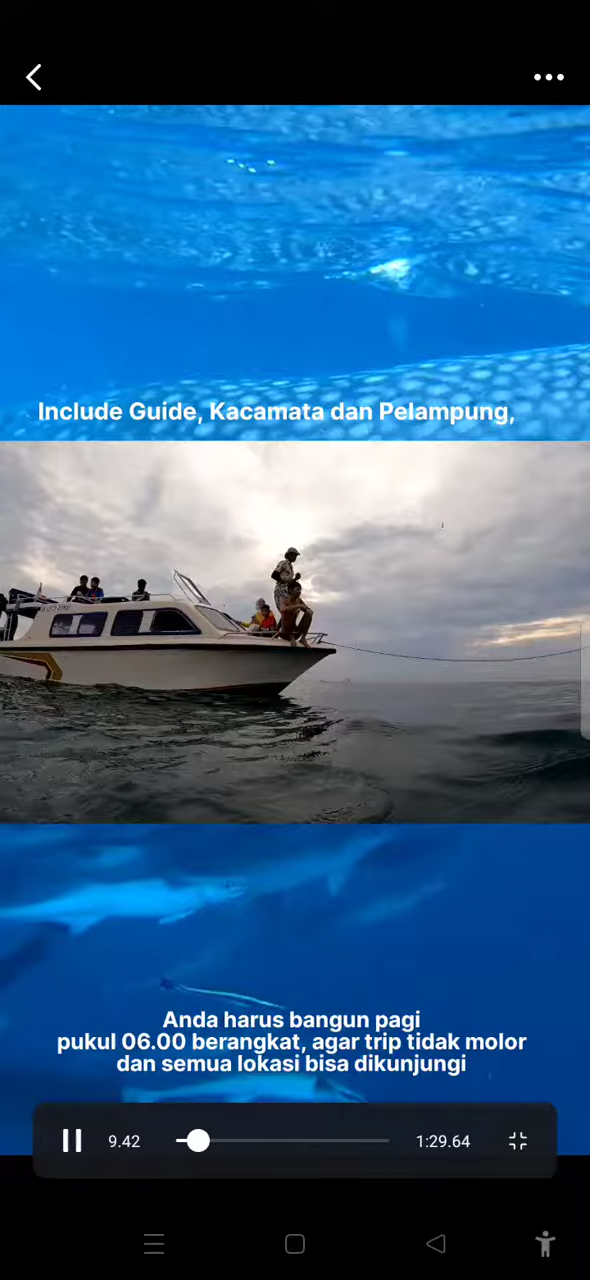 Include Guide, Kacamata dan Pelampung,
Anda harus bangun pagi
pukul 06.00 berangkat, agar trip tidak molor
dan semua lokasi bisa dikunjungi
9.42
1:29.64